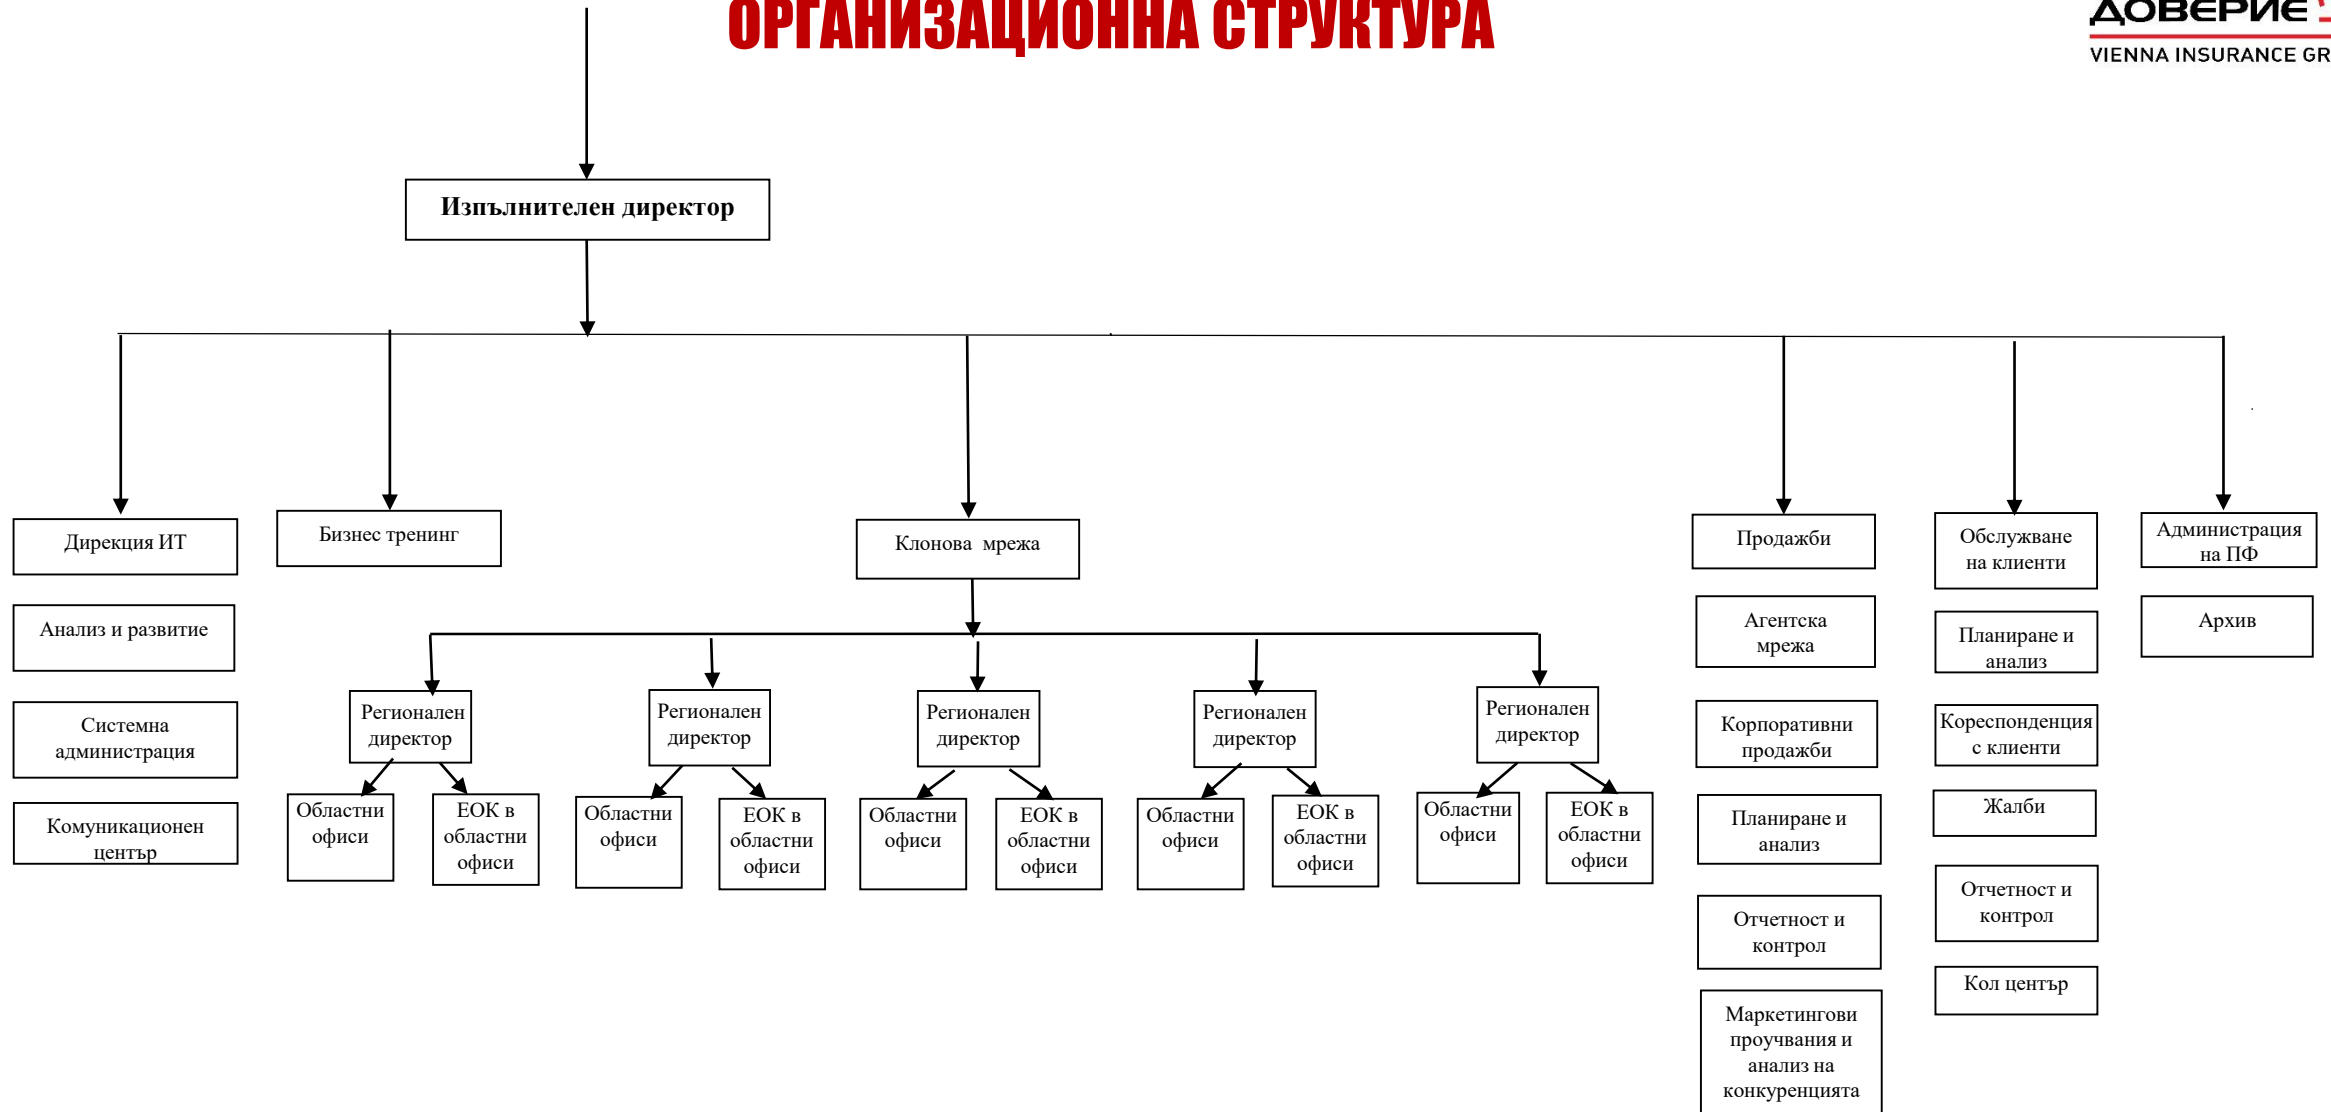 ОРГАНИЗАЦИОННА СТРУКТУРА
ДОВЕРИЕ
VIENNA INSURANCE GR
Изпълнителен директор
Дирекция ИТ
Анализ и развитие
Системна
администрация
Комуникационен
център
Бизнес тренинг
Клонова мрежа
Регионален
директор
Областни
офиси
ЕОК в
областни
офиси
Регионален
директор
Областни
офиси
ЕОК в
областни
офиси
Регионален
директор
Областни
офиси
ЕОК в
областни
офиси
Регионален
директор
Областни
офиси
ЕОК в
областни
офиси
Регионален
директор
Областни
офиси
ЕОК в
областни
офиси
Продажби
Агентска
мрежа
Корпоративни
продажби
Планиране и
анализ
Отчетност и
контрол
Маркетингови
проучвания и
анализ на
конкуренцията
Обслужване
на клиенти
Планиране и
анализ
Кореспонденция
с клиенти
Жалби
Отчетност и
контрол
Кол център
Администрация
на ПФ
Архив